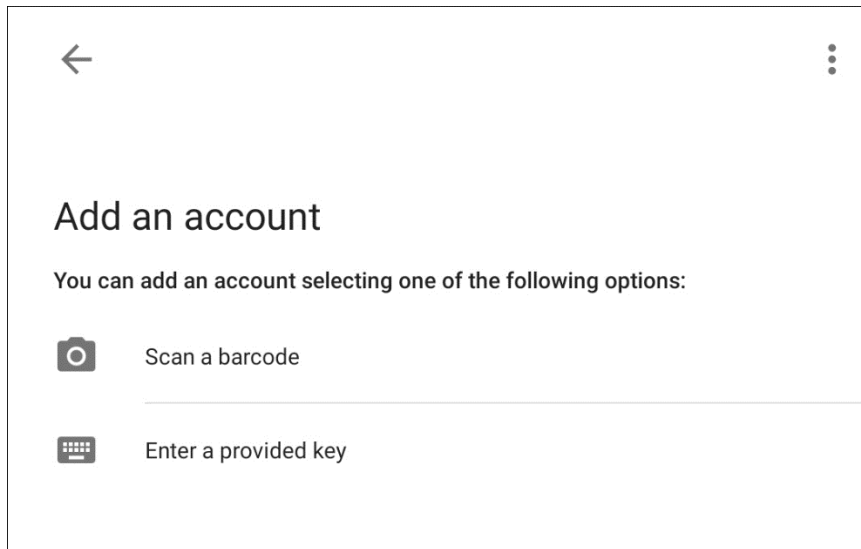 Add an account
You can add an account selecting one of the following options:
Scan a barcode
Enter a provided key